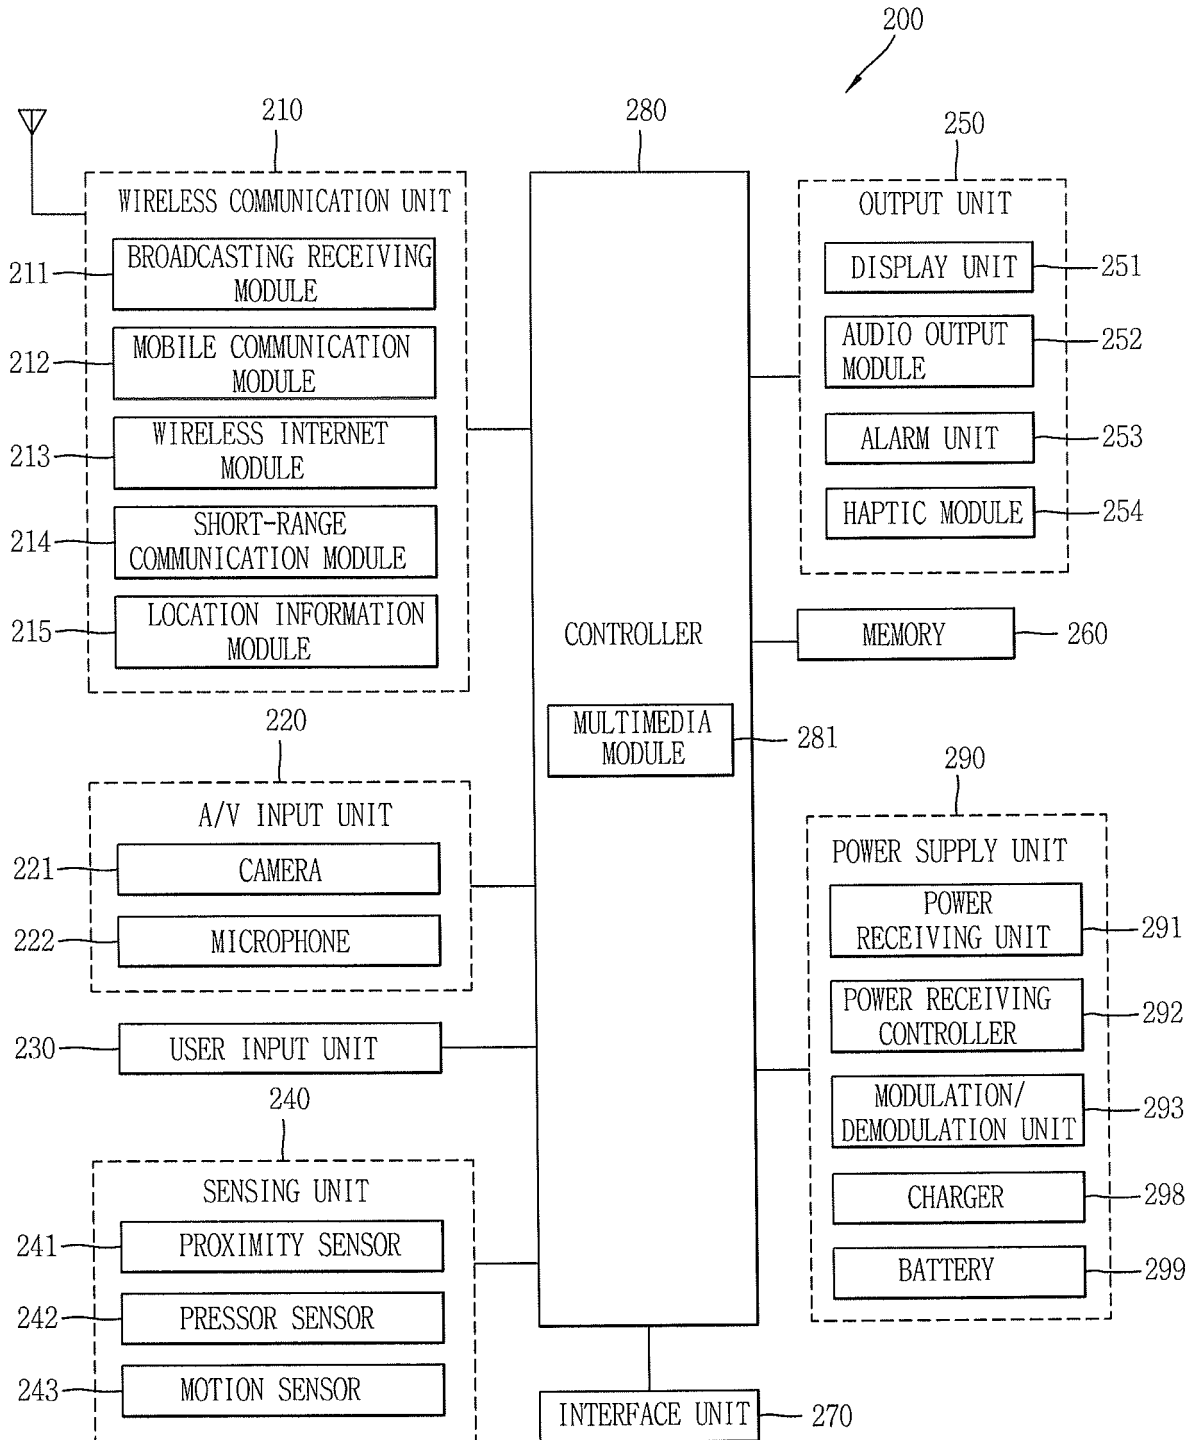 200
210
280
250
WIRELESS COMMUNICATION UNIT
211
BROADCASTING RECEIVING
MODULE
212
MOBILE COMMUNICATION
MODULE
213
WIRELESS INTERNET
MODULE
214
SHORT-RANGE
COMMUNICATION MODULE
215
LOCATION INFORMATION
MODULE
220
A/V INPUT UNIT
221
CAMERA
222
MICROPHONE
230
USER INPUT UNIT
240
SENSING UNIT
241
PROXIMITY SENSOR
242
PRESSOR SENSOR
243
MOTION SENSOR
CONTROLLER
MULTIMEDIA
MODULE
281
OUTPUT UNIT
DISPLAY UNIT
251
AUDIO OUTPUT
MODULE
252
ALARM UNIT
253
HAPTIC MODULE
254
MEMORY
260
290
POWER SUPPLY UNIT
POWER
RECEIVING UNIT
291
POWER RECEIVING
CONTROLLER
292
MODULATION/
DEMODULATION UNIT
293
CHARGER
298
BATTERY
299
INTERFACE UNIT
270